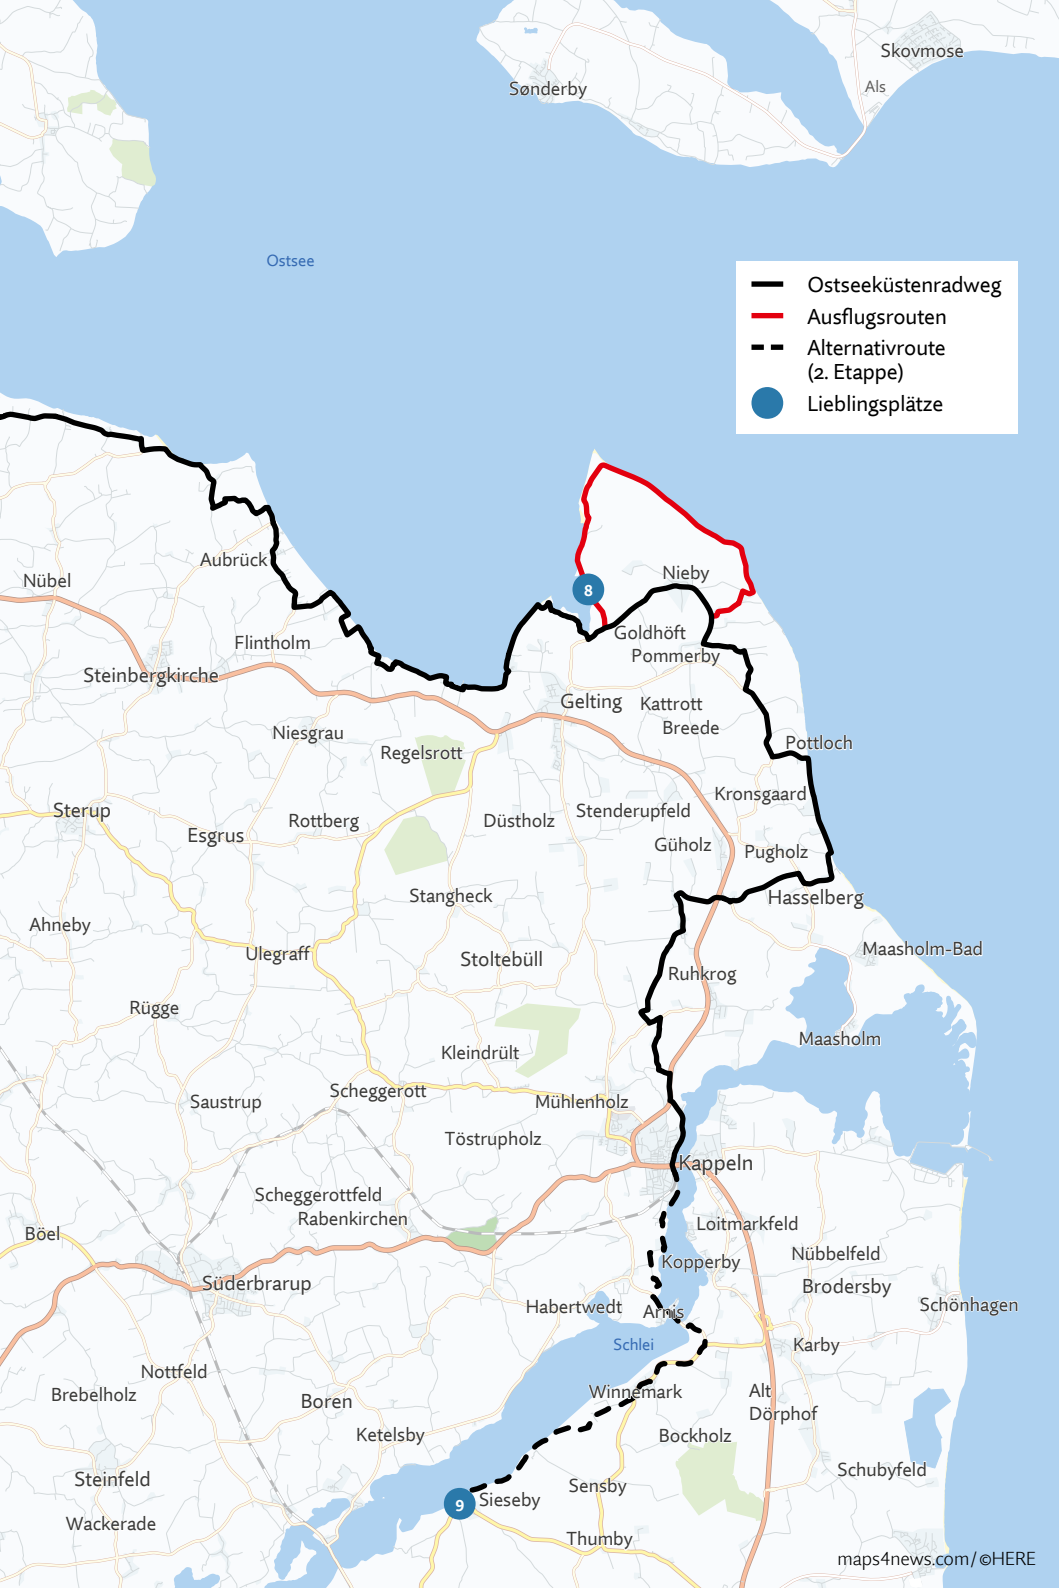 Skovmose
Als
Sønderby
Ostsee
Ostseeküstenradweg
Ausflugsrouten
Alternativroute
(2. Etappe)
Lieblingsplätze
Aubrück
Nübel
Nieby
8
Goldhöft
Flintholm
Pommerby
Steinbergkirche
Gelting
Kattrott
Breede
Niesgrau
Regelsrott
Pottloch
Kronsgaard
Sterup
Esgrus
Rottberg
Düstholz
Stenderupfeld
Güholz
Pugholz
Stangheck
Hasselberg
Ahneby
Ulegraff
Stoltebüll
Maasholm-Bad
Ruhkrog
Rügge
Maasholm
Kleindrült
Scheggerott
Saustrup
Mühlenholz
Töstrupholz
Kappeln
Scheggerottfeld
Rabenkirchen
Loitmarkfeld
Böel
Kopperby
Nübbelfeld
Süderbrarup
Brodersby
Habertwedt
Arnis
Schönhagen
Schlei
Karby
Nottfeld
Brebelholz
Boren
Winnemark
Alt
Dörphof
Ketelsby
Bockholz
Steinfeld
Schubyfeld
Sensby
9
Sieseby
Wackerade
Thumby
maps4news.com/©HERE